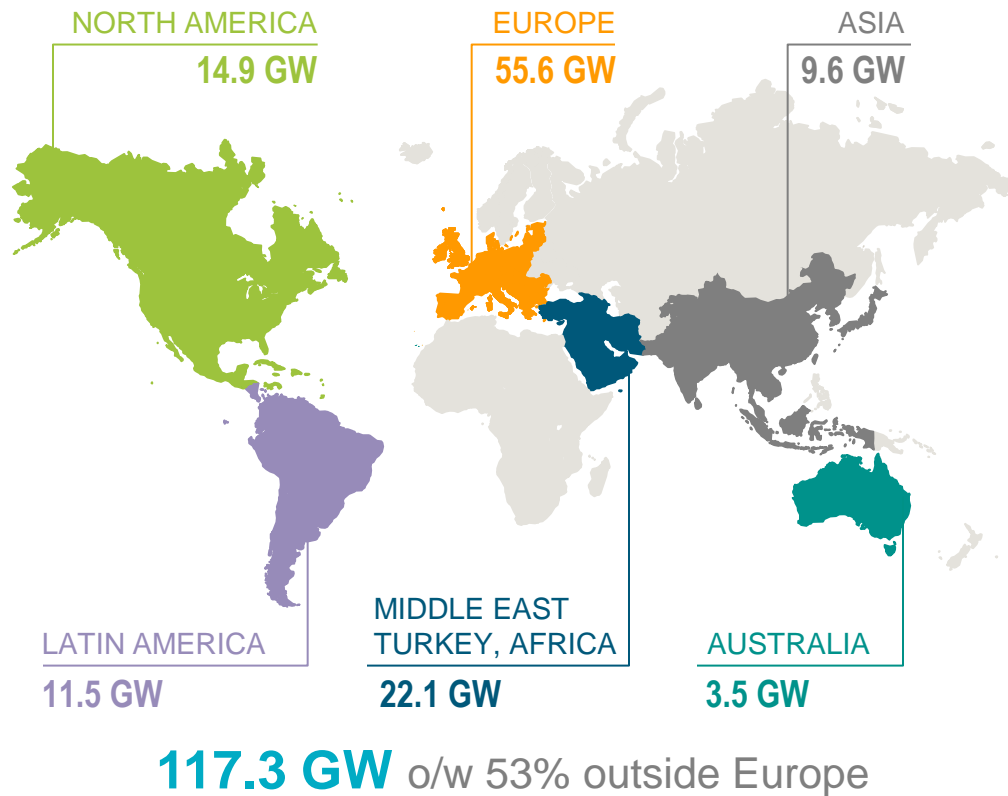 NORTH AMERICA
14.9 GW
EUROPE
55.6 GW
ASIA
9.6 GW
LATIN AMERICA
11.5 GW
MIDDLE EAST
TURKEY, AFRICA
22.1 GW
AUSTRALIA
3.5 GW
117.3 GW o/w 53% outside Europe